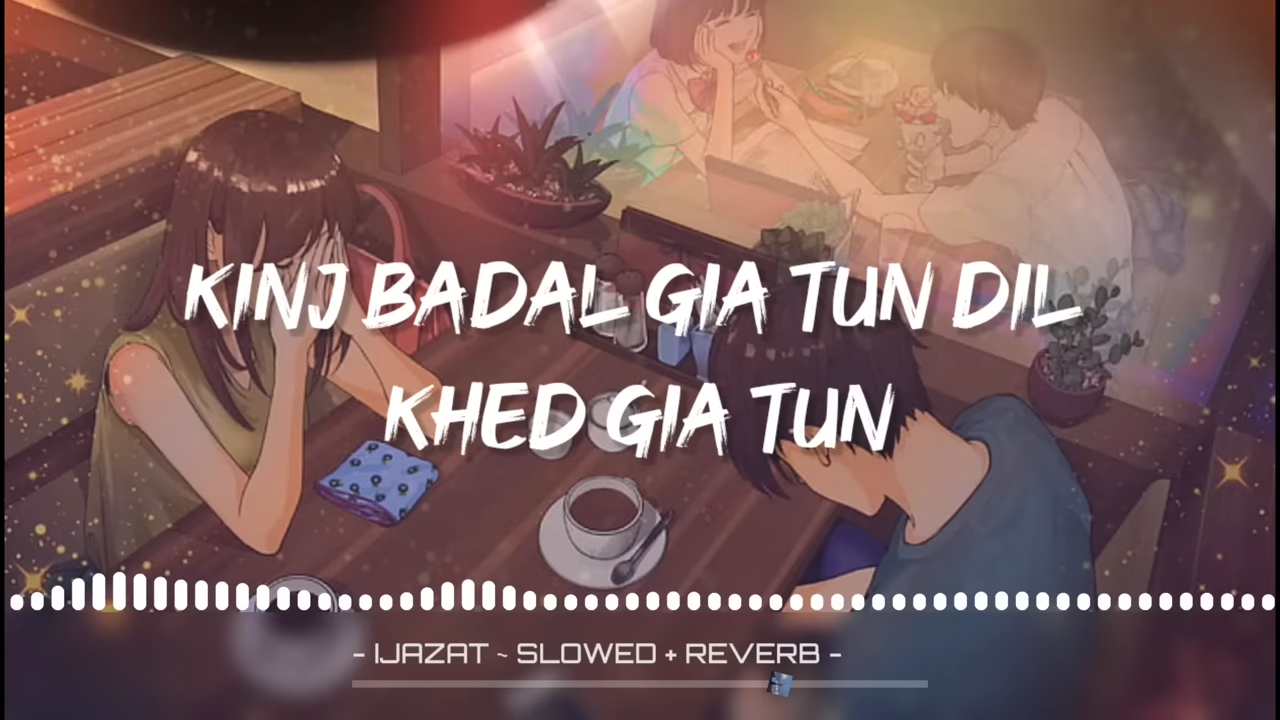 KINJ BADAL GIA TUN DIL
KHED GIA TUN
- IJAZAT ~ SLOWED + REVERB -